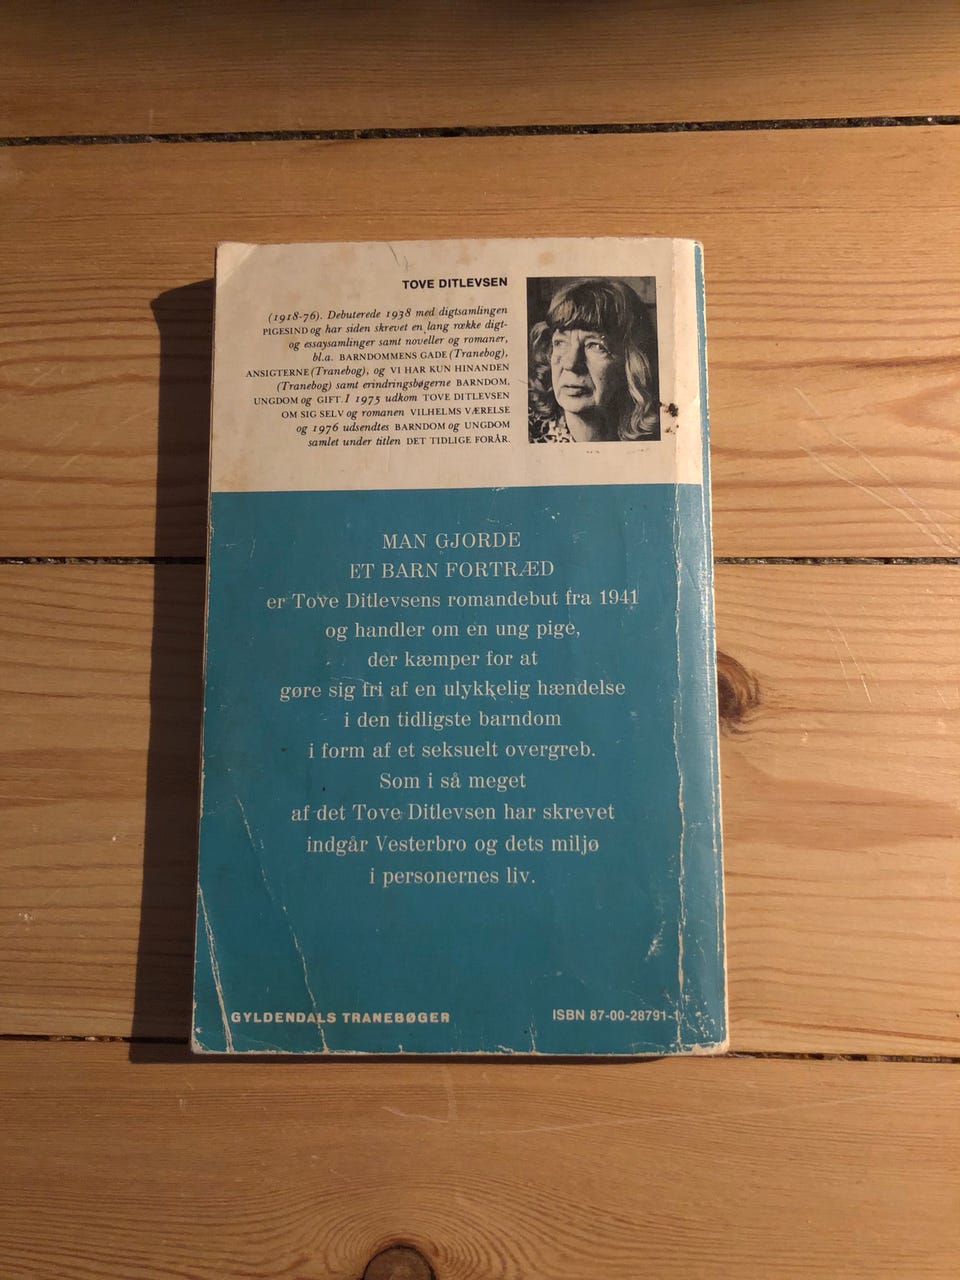 TOVE DITLEVSEN
(1918-76). Debuterede 1938 med digtsamlingen
PIGESIND og har siden skrevet en lang række digt-
og essaysamlinger samt noveller og romaner,
bl.a. BARNDOMMENS GADE (Tranebog),
ANSIGTERNE (Tranebog), og VI HAR KUN HINANDEN
(Tranebog) samt erindringsbøgerne BARNDOM,
UNGDOM og GIFT. I 1975 udkom TOVE DITLEVSEN
OM SIG SELV og romanen VILHELMS VÆRELSE
og 1976 udsendtes BARNDOM og UNGDOM
samlet under titlen DET TIDLIGE FORÅR.
MAN GJORDE
ET BARN FORTRÆD
er Tove Ditlevsens romandebut fra 1941
og handler om en ung pige,
der kæmper for at
gøre sig fri af en ulykkelig hændelse
i den tidligste barndom
i form af et seksuelt overgreb.
Som i så meget
af det Tove Ditlevsen har skrevet
indgår Vesterbro og dets miljø
i personernes liv.
GYLDENDALS TRANEBØGER
ISBN 87-00-28791-1